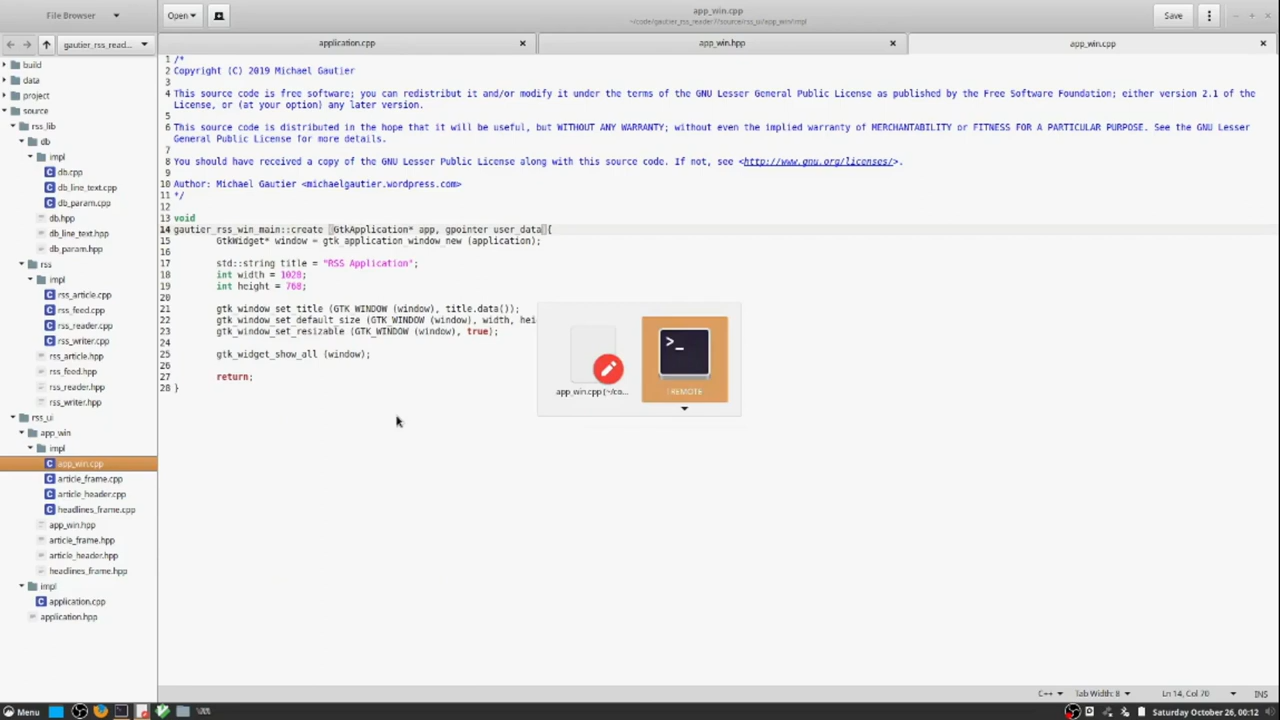 File Browser
Open
app_win.cpp
~/code/gautier_rss_reader7/source/rss_ui/app_win/impl
Save
gautier_rss_read...
application.cpp
app_win.hpp
app_win.cpp
build
data
project
source
rss_lib
db
impl
db.cpp
db_line_text.cpp
db_param.cpp
db.hpp
db_line_text.hpp
db_param.hpp
rss
impl
rss_article.cpp
rss_feed.cpp
rss_reader.cpp
rss_writer.cpp
rss_article.hpp
rss_feed.hpp
rss_reader.hpp
rss_writer.hpp
rss_ui
app_win
impl
app_win.cpp
article_frame.cpp
article_header.cpp
headlines_frame.cpp
app_win.hpp
article_frame.hpp
article_header.hpp
headlines_frame.hpp
impl
application.cpp
application.hpp
1 /*
2 Copyright (C) 2019 Michael Gautier
3
4 This source code is free software; you can redistribut it and/or modify it under the terms of the GNU Lesser General Public License as published by the Free Software Foundation; either version 2.1 of the
License, or (at your option) any later version.
5
6 This source code is distributed in the hope that it will be useful, but WITHOUT ANY WARRANTY; without even the implied warranty of MERCHANTABILITY or FITNESS FOR A PARTICULAR PURPOSE. See the GNU Lesser
General Public License for more details.
7
8 You should have received a copy of the GNU Lesser Public License along with this source code. If not, see <http://www.gnu.org/licenses/>.
9
10 Author: Michael Gautier <michaelgautier.wordpress.com>
11 */
12
13 void
14 gautier_rss_win_main::create (GtkApplication* app, gpointer user_data){
15 GtkWidget* window = gtk_application_window_new (application);
16
17 std::string title = "RSS Application";
18 int width = 1028;
19 int height = 768;
20
21 gtk_window_set_title (GTK_WINDOW (window), title.data());
22 gtk_window_set_default_size (GTK_WINDOW (window), width, hei
23 gtk_window_set_resizable (GTK_WINDOW (window), true);
24
25 gtk_widget_show_all (window);
26
27 return;
28 }
>_
app_win.cpp (~/co...
! REMOTE
C++
Tab Width: 8
Ln 14, Col 70
INS
Menu
Saturday October 26, 00:12